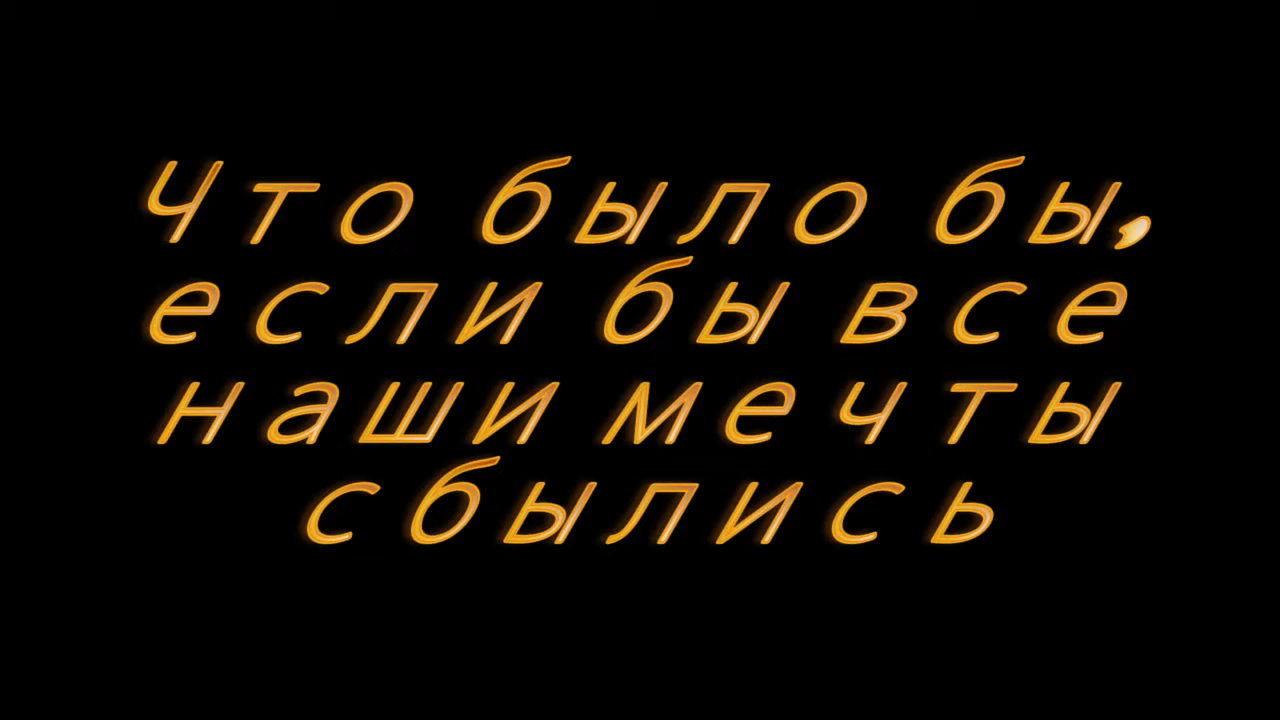 Что было бы,
если бы все
наши мечты
сбылись